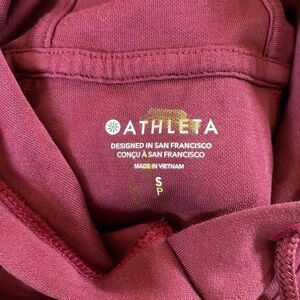 ATHLETA
DESIGNED IN SAN FRANCISCO
CONÇU À SAN FRANCISCO
MADE IN VIETNAM
S
P